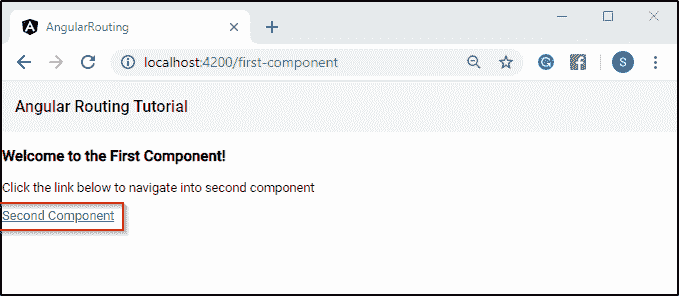 AngularRouting
localhost:4200/first-component
S
Angular Routing Tutorial
Welcome to the First Component!
Click the link below to navigate into second component
Second Component